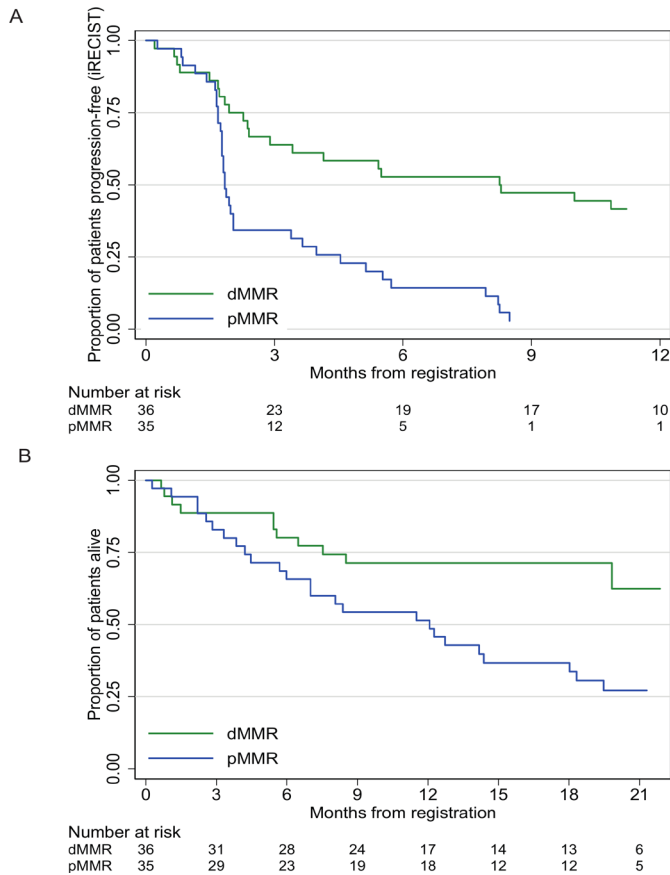 A
Proportion of patients progression-free (iRECIST)
1.00
0.75
0.50
0.25
0.00
dMMR
pMMR
0 3 6 9 12
Months from registration
Number at risk
dMMR 36 23 19 17 10
pMMR 35 12 5 1 1
B
Proportion of patients alive
1.00
0.75
0.50
0.25
0.00
dMMR
pMMR
0 3 6 9 12 15 18 21
Months from registration
Number at risk
dMMR 36 31 28 24 17 14 13 6
pMMR 35 29 23 19 18 12 12 5